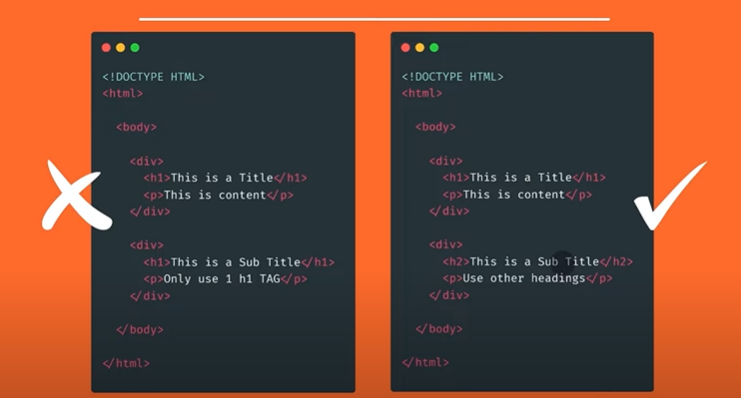 <!DOCTYPE HTML>
<html>
<body>
<div>
<h1>This is a Title</h1>
<p>This is content</p>
</div>
<div>
<h1>This is a Sub Title</h1>
<p>Only use 1 h1 TAG</p>
</div>
</body>
</html>
<!DOCTYPE HTML>
<html>
<body>
<div>
<h1>This is a Title</h1>
<p>This is content</p>
</div>
<div>
<h2>This is a Sub Title</h2>
<p>Use other headings</p>
</div>
</body>
</html>